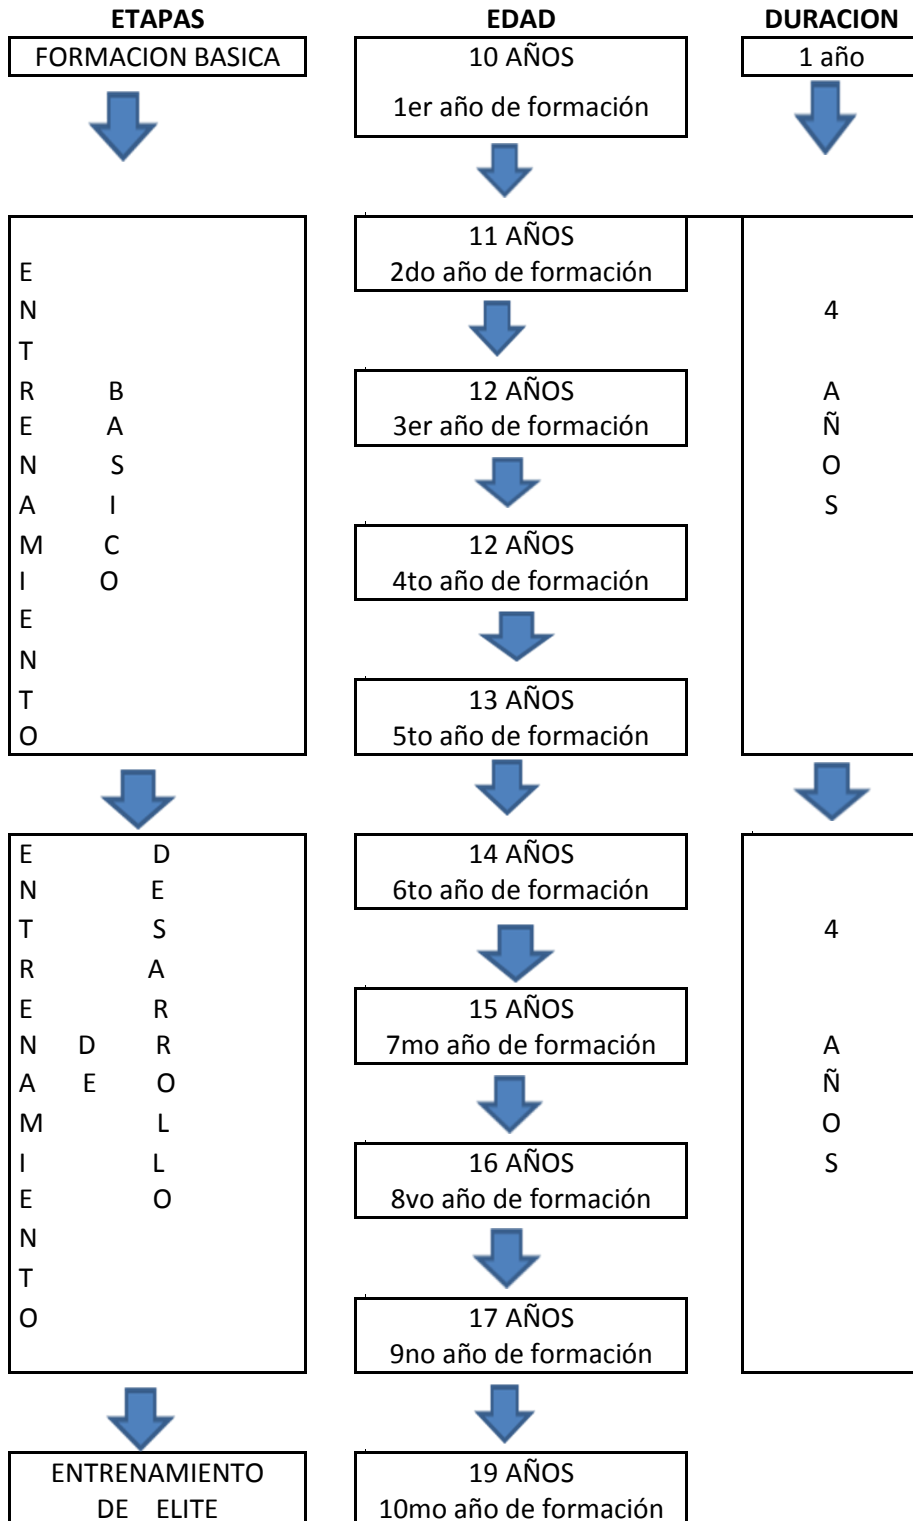 ETAPAS EDAD DURACION
FORMACION BASICA 10 AÑOS 1 año
1er año de formación
11 AÑOS
E 2do año de formación
N 4
T
R B 12 AÑOS A
E A 3er año de formación Ñ
N S O
A I S
M C 12 AÑOS
I O 4to año de formación
E
N
T 13 AÑOS
O 5to año de formación
E D 14 AÑOS
N E 6to año de formación
T S 4
R A
E R 15 AÑOS
N D R 7mo año de formación A
A E O Ñ
M L O
I L 16 AÑOS S
E O 8vo año de formación
N
T
O 17 AÑOS
9no año de formación
ENTRENAMIENTO 19 AÑOS
DE ELITE 10mo año de formación